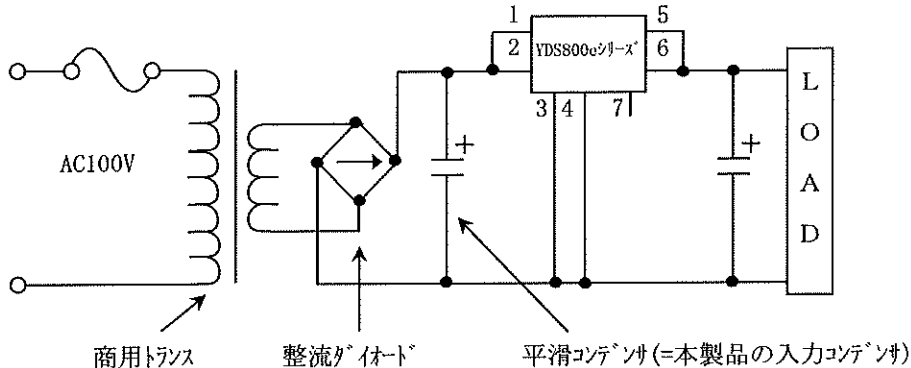 1 5
2 YDS800eシリーズ 6
+ 3 4 7 +
AC100V
L
O
A
D
商用トランス 整流ダイオード 平滑コンデンサ(=本製品の入力コンデンサ)